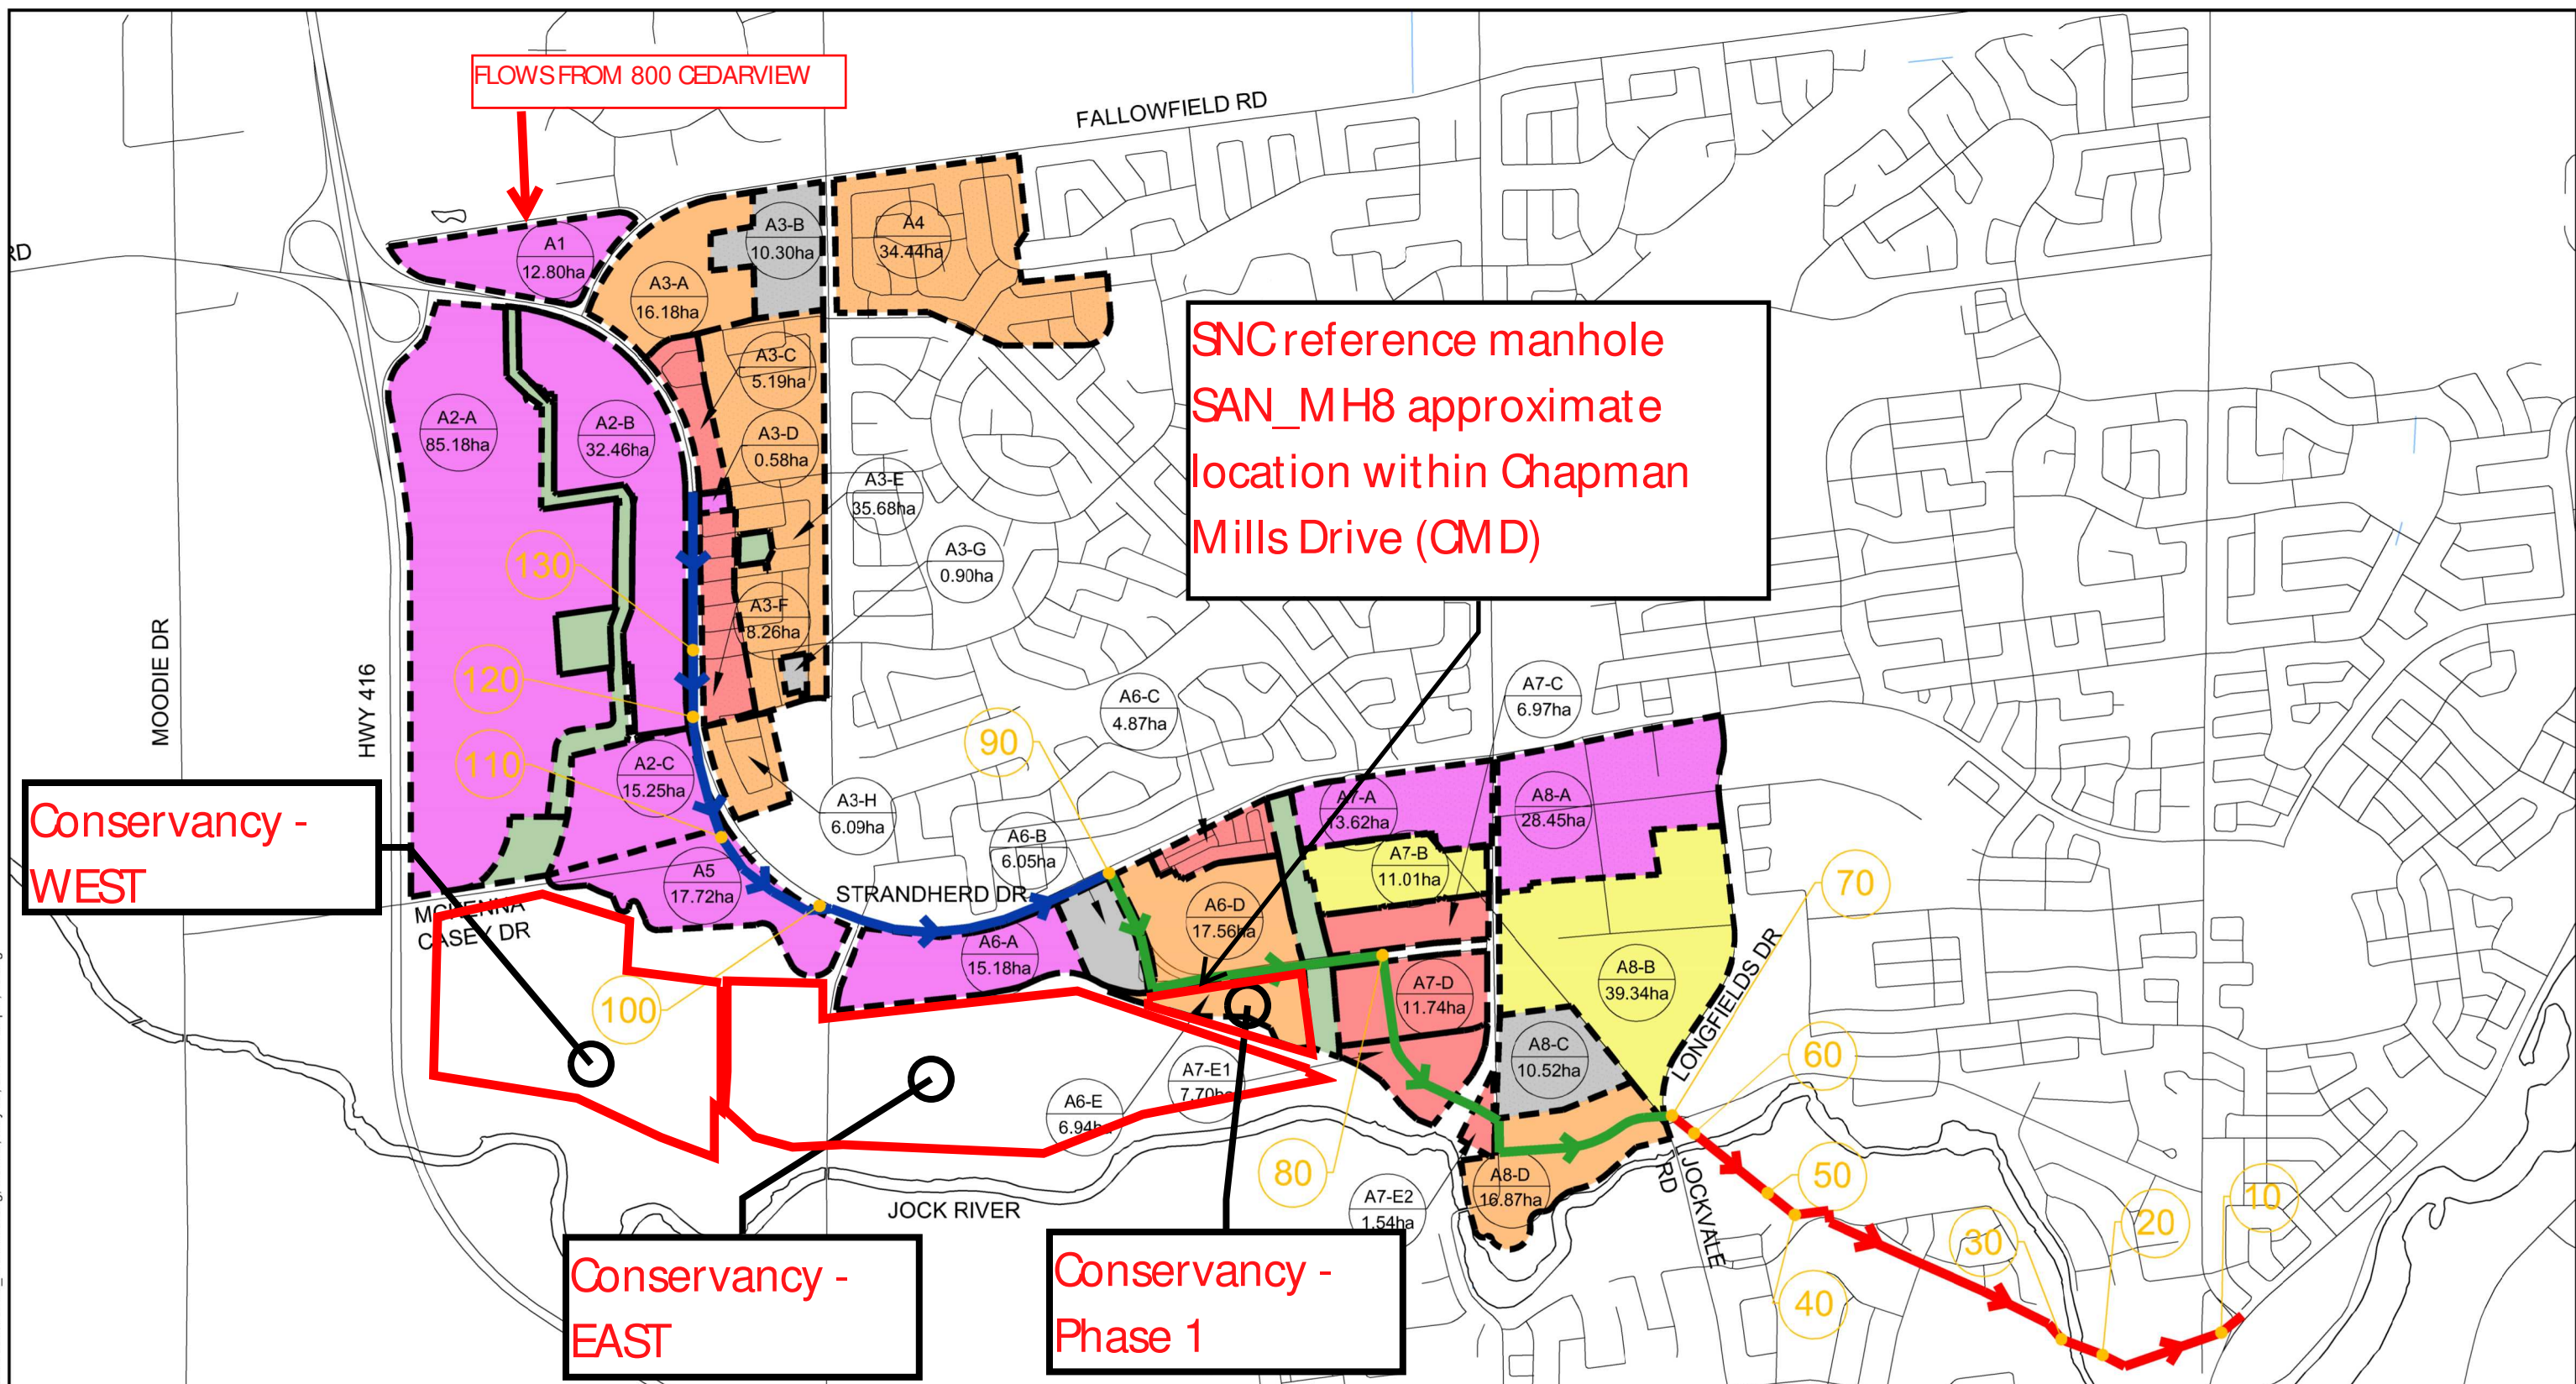 FLOWS FROM 800 CEDARVIEW
FALLOWFIELD RD
RD
A1
12.80ha
A3-B
10.30ha
A4
34.44ha
A3-A
16.18ha
A3-C
5.19ha
A2-A
85.18ha
A2-B
32.46ha
A3-D
0.58ha
A3-E
35.68ha
A3-G
0.90ha
SNC reference manhole
SAN_MH8 approximate
location within Chapman
Mills Drive (CMD)
130
A3-F
8.26ha
MOODIE DR
HWY 416
120
110
A2-C
15.25ha
A3-H
6.09ha
90
A6-C
4.87ha
A7-C
6.97ha
Conservancy -
WEST
A6-B
6.05ha
A7-A
13.62ha
A8-A
28.45ha
A7-B
11.01ha
A5
17.72ha
STRANDHERD DR
MCKENNA
CASEY DR
A6-A
15.18ha
A6-D
17.56ha
70
A8-B
39.34ha
LONGFIELDS DR
A7-D
11.74ha
100
A8-C
10.52ha
60
A7-E1
7.70ha
A6-E
6.94ha
80
50
A8-D
16.87ha
A7-E2
1.54ha
JOCKVALE
RD
JOCK RIVER
10
20
30
40
Conservancy -
EAST
Conservancy -
Phase 1